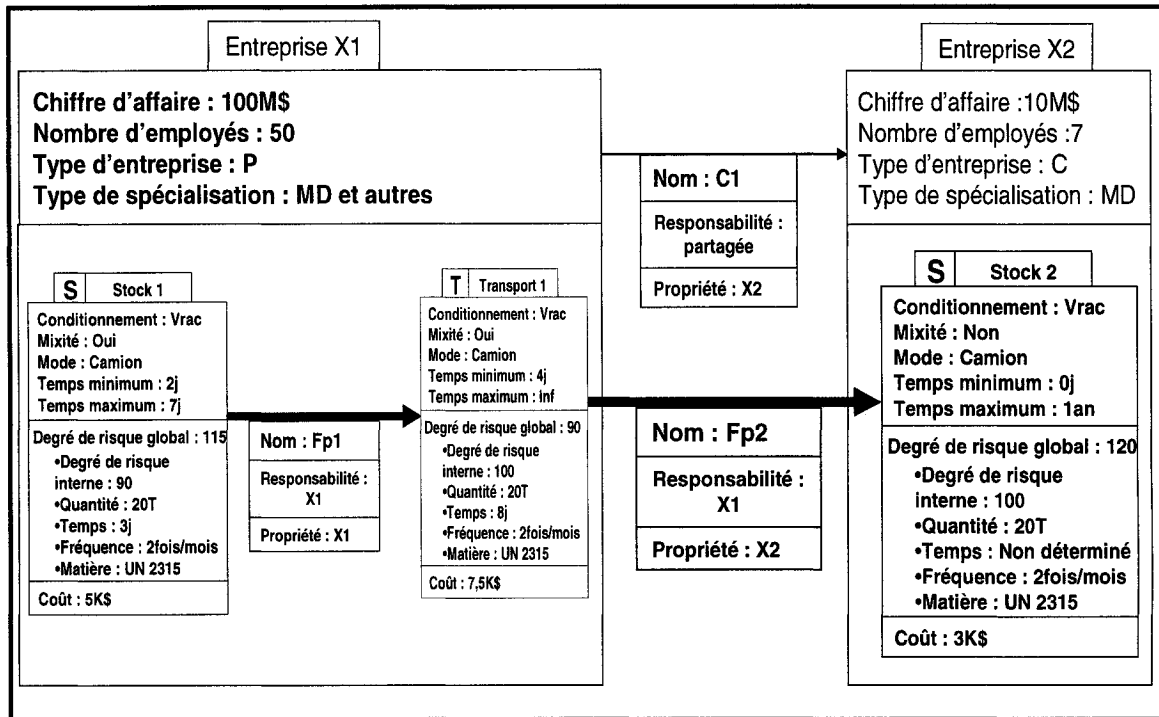 Entreprise X1
Chiffre d'affaire : 100M$
Nombre d'employés : 50
Type d'entreprise : P
Type de spécialisation : MD et autres
Entreprise X2
Chiffre d'affaire :10M$
Nombre d'employés :7
Type d'entreprise : C
Type de spécialisation : MD
Nom : C1
Responsabilité :
partagée
Propriété : X2
S Stock 1
Conditionnement : Vrac
Mixité : Oui
Mode : Camion
Temps minimum : 2j
Temps maximum : 7j
Degré de risque global : 115
•Degré de risque
interne : 90
•Quantité : 20T
•Temps : 3j
•Fréquence : 2fois/mois
•Matière : UN 2315
Coût : 5K$
Nom : Fp1
Responsabilité :
X1
Propriété : X1
T Transport 1
Conditionnement : Vrac
Mixité : Oui
Mode : Camion
Temps minimum : 4j
Temps maximum : inf
Degré de risque global : 90
•Degré de risque
interne : 100
•Quantité : 20T
•Temps : 8j
•Fréquence : 2fois/mois
•Matière : UN 2315
Coût : 7,5K$
Nom : Fp2
Responsabilité :
X1
Propriété : X2
S Stock 2
Conditionnement : Vrac
Mixité : Non
Mode : Camion
Temps minimum : 0j
Temps maximum : 1an
Degré de risque global : 120
•Degré de risque
interne : 100
•Quantité : 20T
•Temps : Non déterminé
•Fréquence : 2fois/mois
•Matière : UN 2315
Coût : 3K$